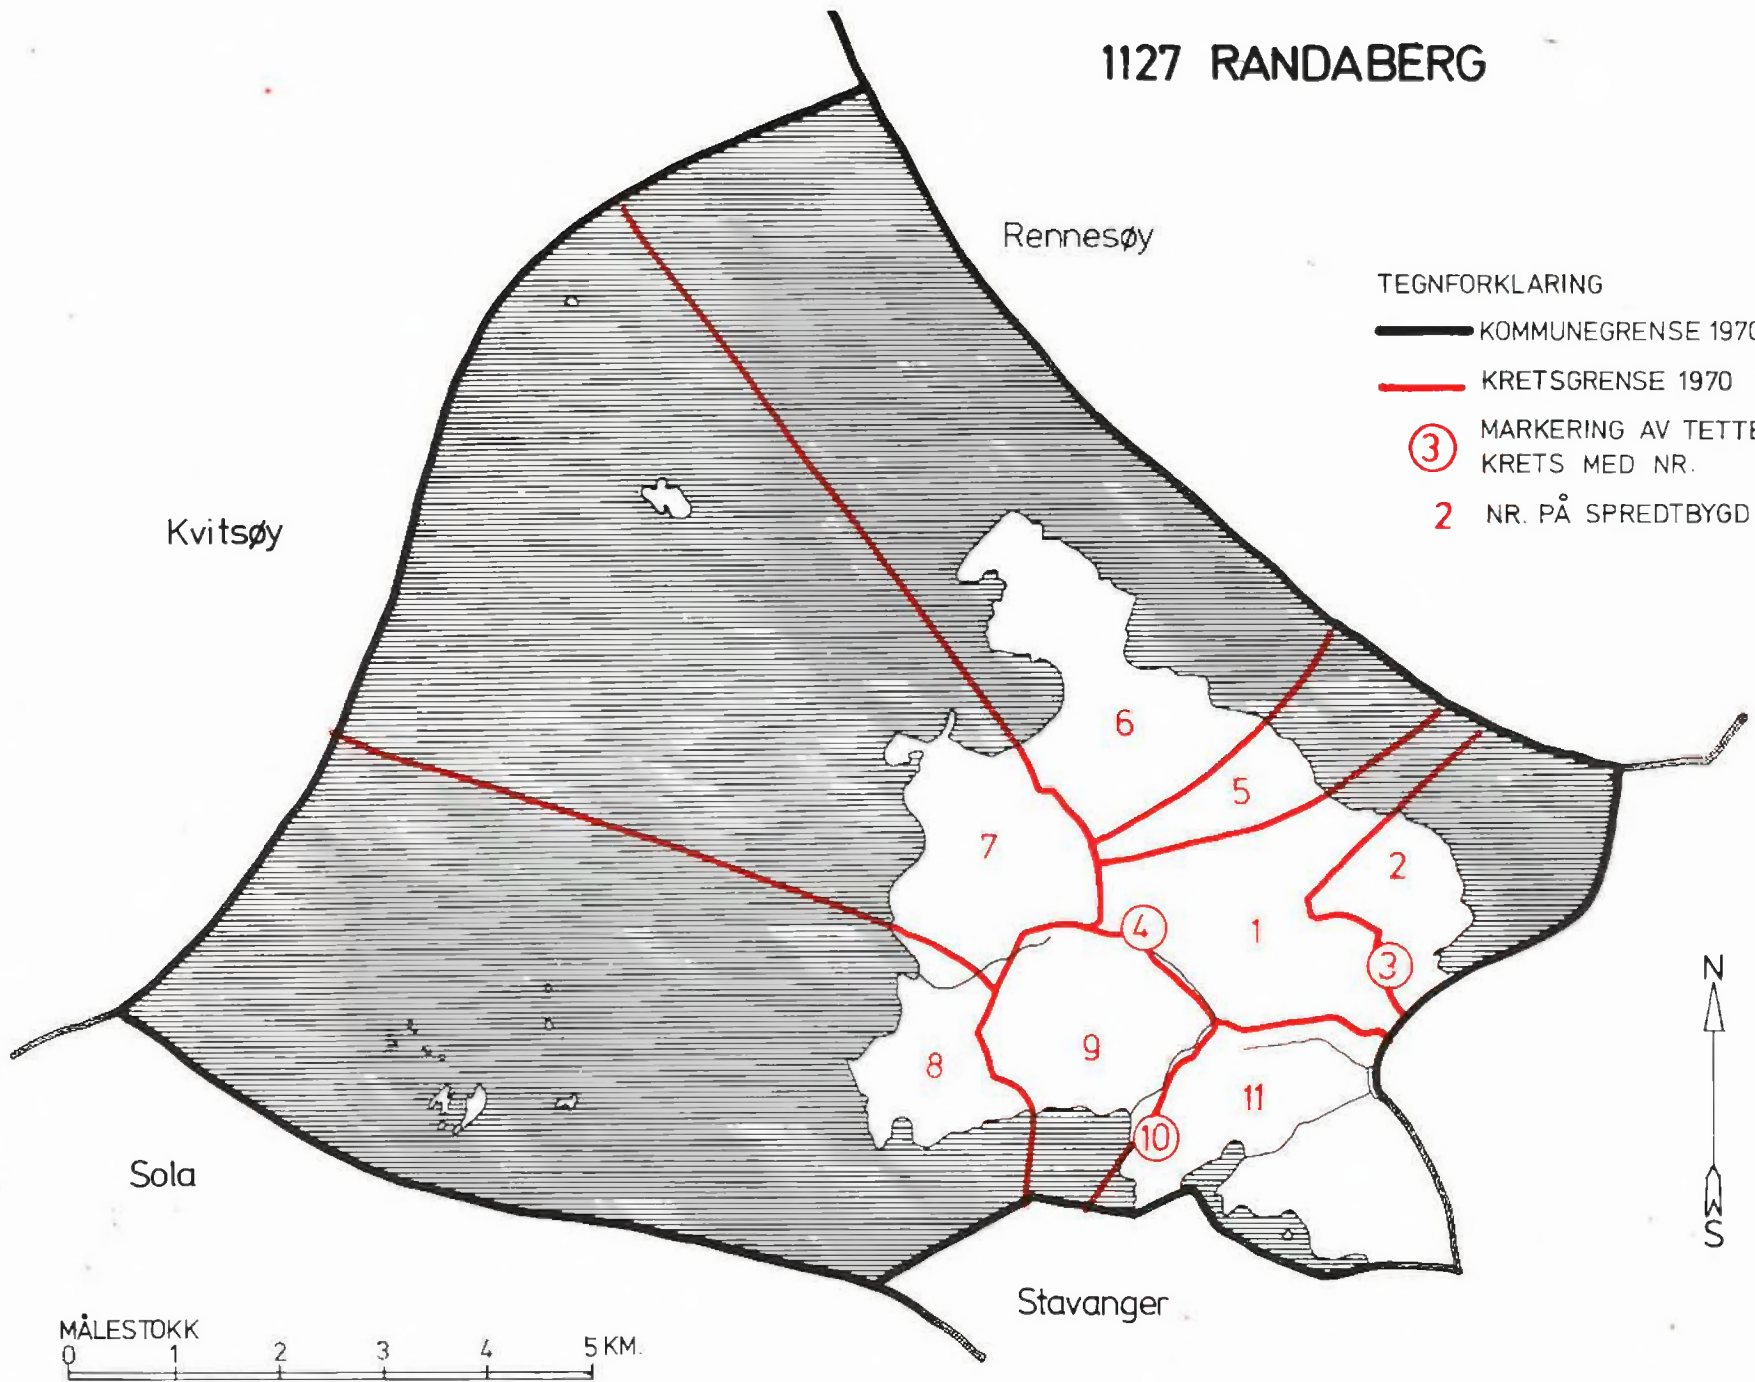 1127 RANDABERG
Rennesøy
TEGNFORKLARING
KOMMUNEGRENSE 1970
KRETSGRENSE 1970
3
MARKERING AV TETTB
KRETS MED NR.
2
NR. PÅ SPREDTBYGD
Kvitsøy
6
5
7
2
4
1
3
N
9
8
11
10
Sola
S
Stavanger
MÅLESTOKK
0 1 2 3 4 5 KM.